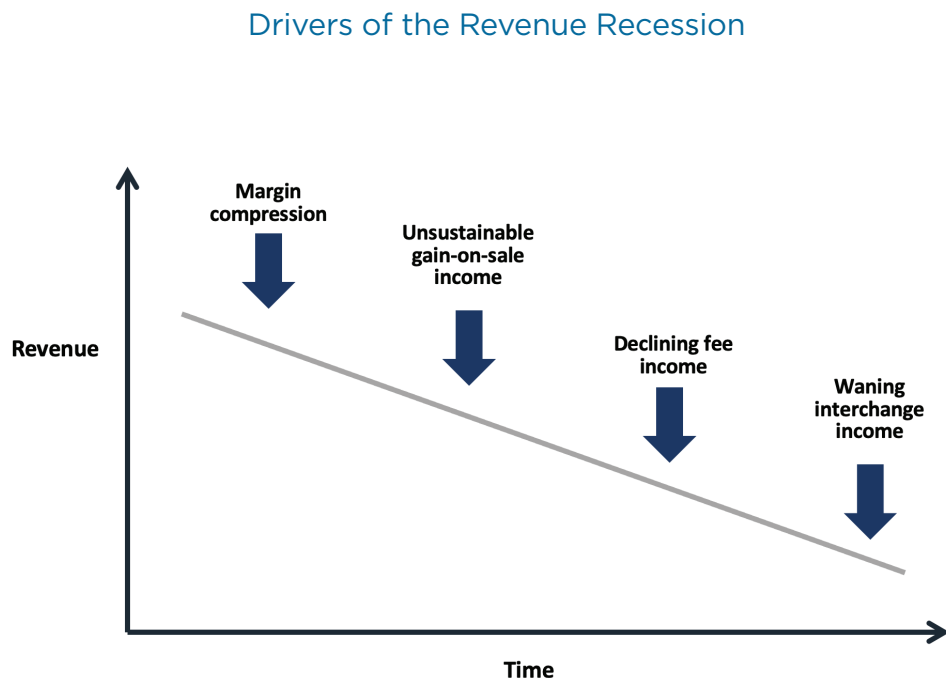 Drivers of the Revenue Recession
Margin
compression
Unsustainable
gain-on-sale
income
Revenue
Declining fee
income
Waning
interchange
income
Time